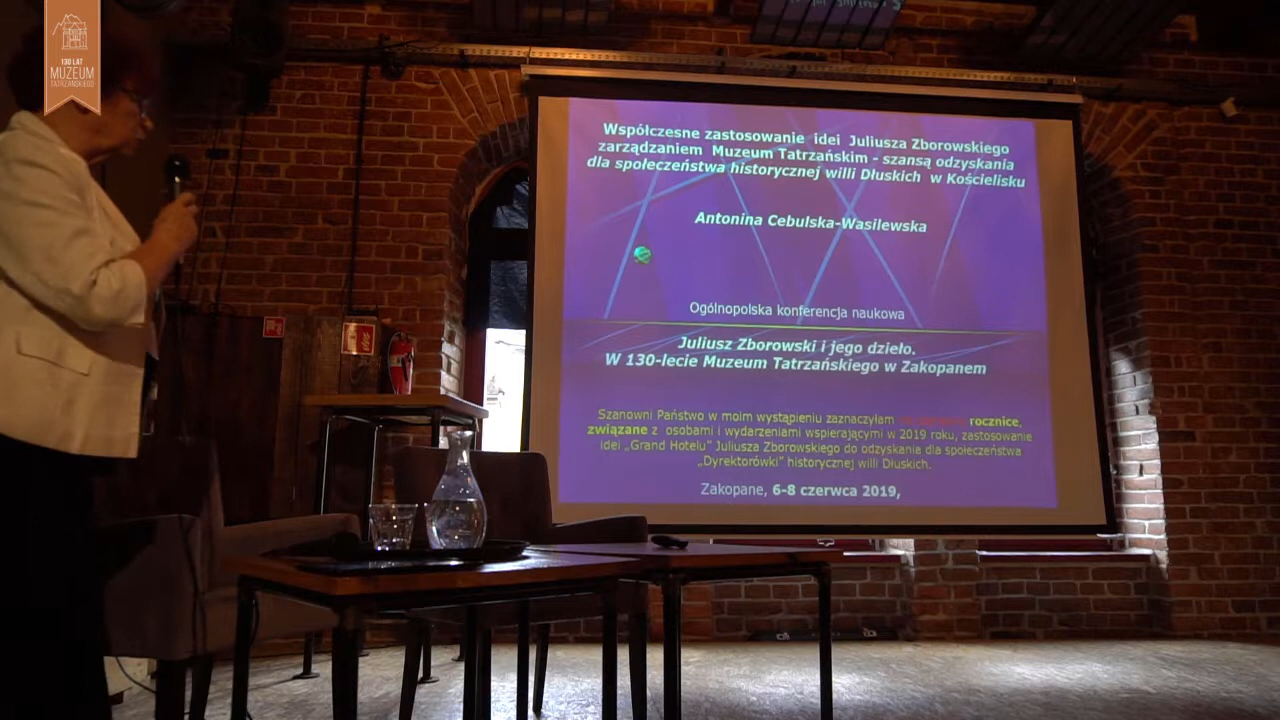 130 LAT
MUZEUM
TATRZAŃSKIEGO
Współczesne zastosowanie idei Juliusza Zborowskiego
zarządzaniem Muzeum Tatrzańskim - szansą odzyskania
dla społeczeństwa historycznej willi Dłuskich w Kościelisku
Antonina Cebulska-Wasilewska
Ogólnopolska konferencja naukowa
Juliusz Zborowski i jego dzieło.
W 130-lecie Muzeum Tatrzańskiego w Zakopanem
Szanowni Państwo w moim wystąpieniu zaznaczyłam rocznice,
związane z osobami i wydarzeniami wspierającymi w 2019 roku, zastosowanie
idei „Grand Hotelu” Juliusza Zborowskiego do odzyskania dla społeczeństwa
„Dyrektorówki” historycznej willi Dłuskich.
Zakopane, 6-8 czerwca 2019,